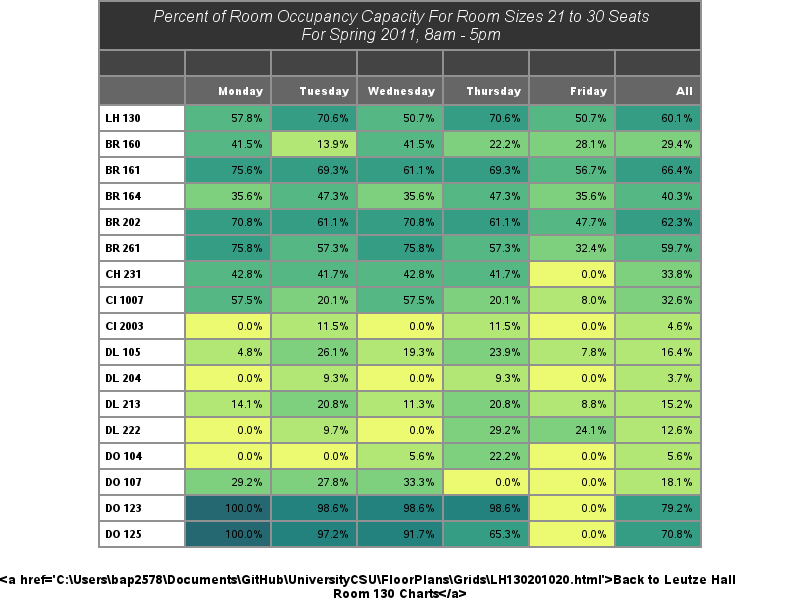 Percent of Room Occupancy Capacity For Room Sizes 21 to 30 Seats
For Spring 2011, 8am - 5pm
Monday Tuesday Wednesday Thursday Friday All
LH 130 57.8% 70.6% 50.7% 70.6% 50.7% 60.1%
BR 160 41.5% 13.9% 41.5% 22.2% 28.1% 29.4%
BR 161 75.6% 69.3% 61.1% 69.3% 56.7% 66.4%
BR 164 35.6% 47.3% 35.6% 47.3% 35.6% 40.3%
BR 202 70.8% 61.1% 70.8% 61.1% 47.7% 62.3%
BR 261 75.8% 57.3% 75.8% 57.3% 32.4% 59.7%
CH 231 42.8% 41.7% 42.8% 41.7% 0.0% 33.8%
CI 1007 57.5% 20.1% 57.5% 20.1% 8.0% 32.6%
CI 2003 0.0% 11.5% 0.0% 11.5% 0.0% 4.6%
DL 105 4.8% 26.1% 19.3% 23.9% 7.8% 16.4%
DL 204 0.0% 9.3% 0.0% 9.3% 0.0% 3.7%
DL 213 14.1% 20.8% 11.3% 20.8% 8.8% 15.2%
DL 222 0.0% 9.7% 0.0% 29.2% 24.1% 12.6%
DO 104 0.0% 0.0% 5.6% 22.2% 0.0% 5.6%
DO 107 29.2% 27.8% 33.3% 0.0% 0.0% 18.1%
DO 123 100.0% 98.6% 98.6% 98.6% 0.0% 79.2%
DO 125 100.0% 97.2% 91.7% 65.3% 0.0% 70.8%
<a href='C:\Users\bap2578\Documents\GitHub\UniversityCSU\FloorPlans\Grids\LH130201020.html'>Back to Leutze Hall
Room 130 Charts</a>